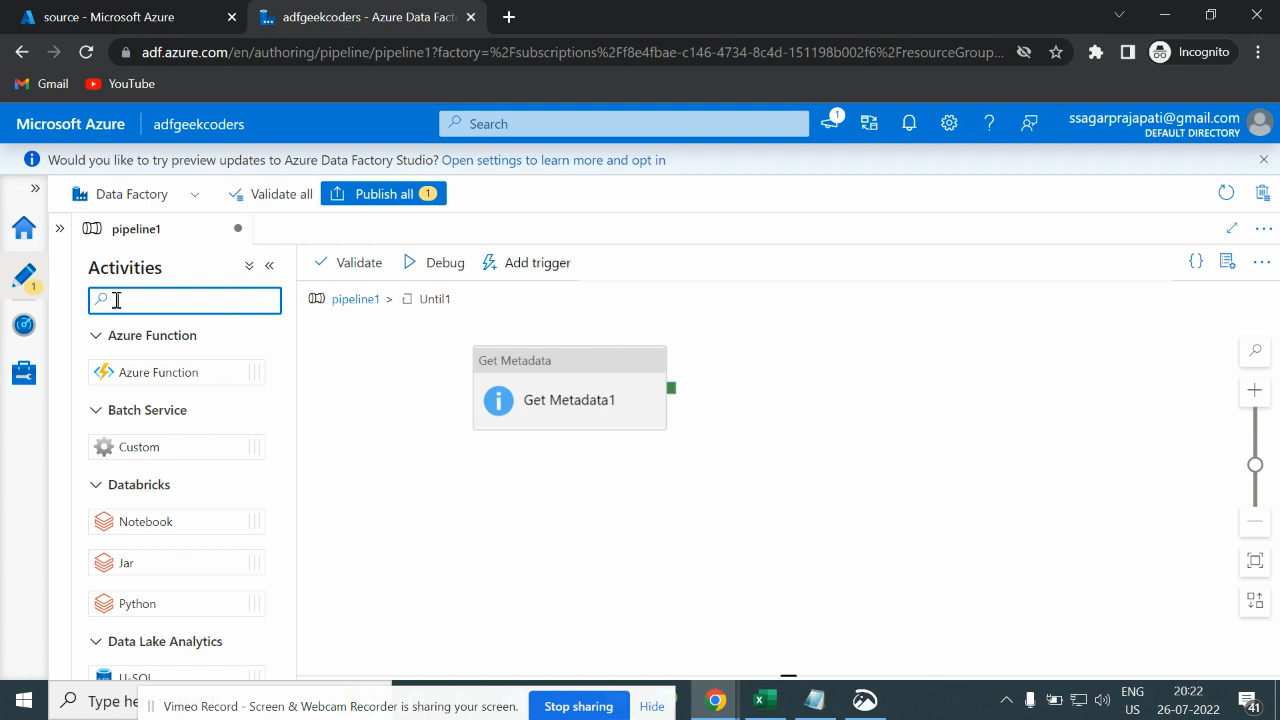 source - Microsoft Azure
adfgeekcoders - Azure Data Fact
adf.azure.com/en/authoring/pipeline/pipeline1?factory=%2Fsubscriptions%2Ff8e4fbae-c146-4734-8c4d-151198b002f6%2FresourceGroup...
Incognito
Gmail
YouTube
Microsoft Azure
adfgeekcoders
Search
1
ssagarprajapati@gmail.com
DEFAULT DIRECTORY
Would you like to try preview updates to Azure Data Factory Studio? Open settings to learn more and opt in
Data Factory
Validate all
Publish all 1
pipeline1
1
Activities
Validate
Debug
Add trigger
pipeline1 > Until1
Azure Function
Azure Function
Batch Service
Custom
Databricks
Notebook
Jar
Python
Data Lake Analytics
U-SQL
Get Metadata
Get Metadata1
Type he
Vimeo Record - Screen & Webcam Recorder is sharing your screen.
Stop sharing
Hide
ENG
US
20:22
26-07-2022
41